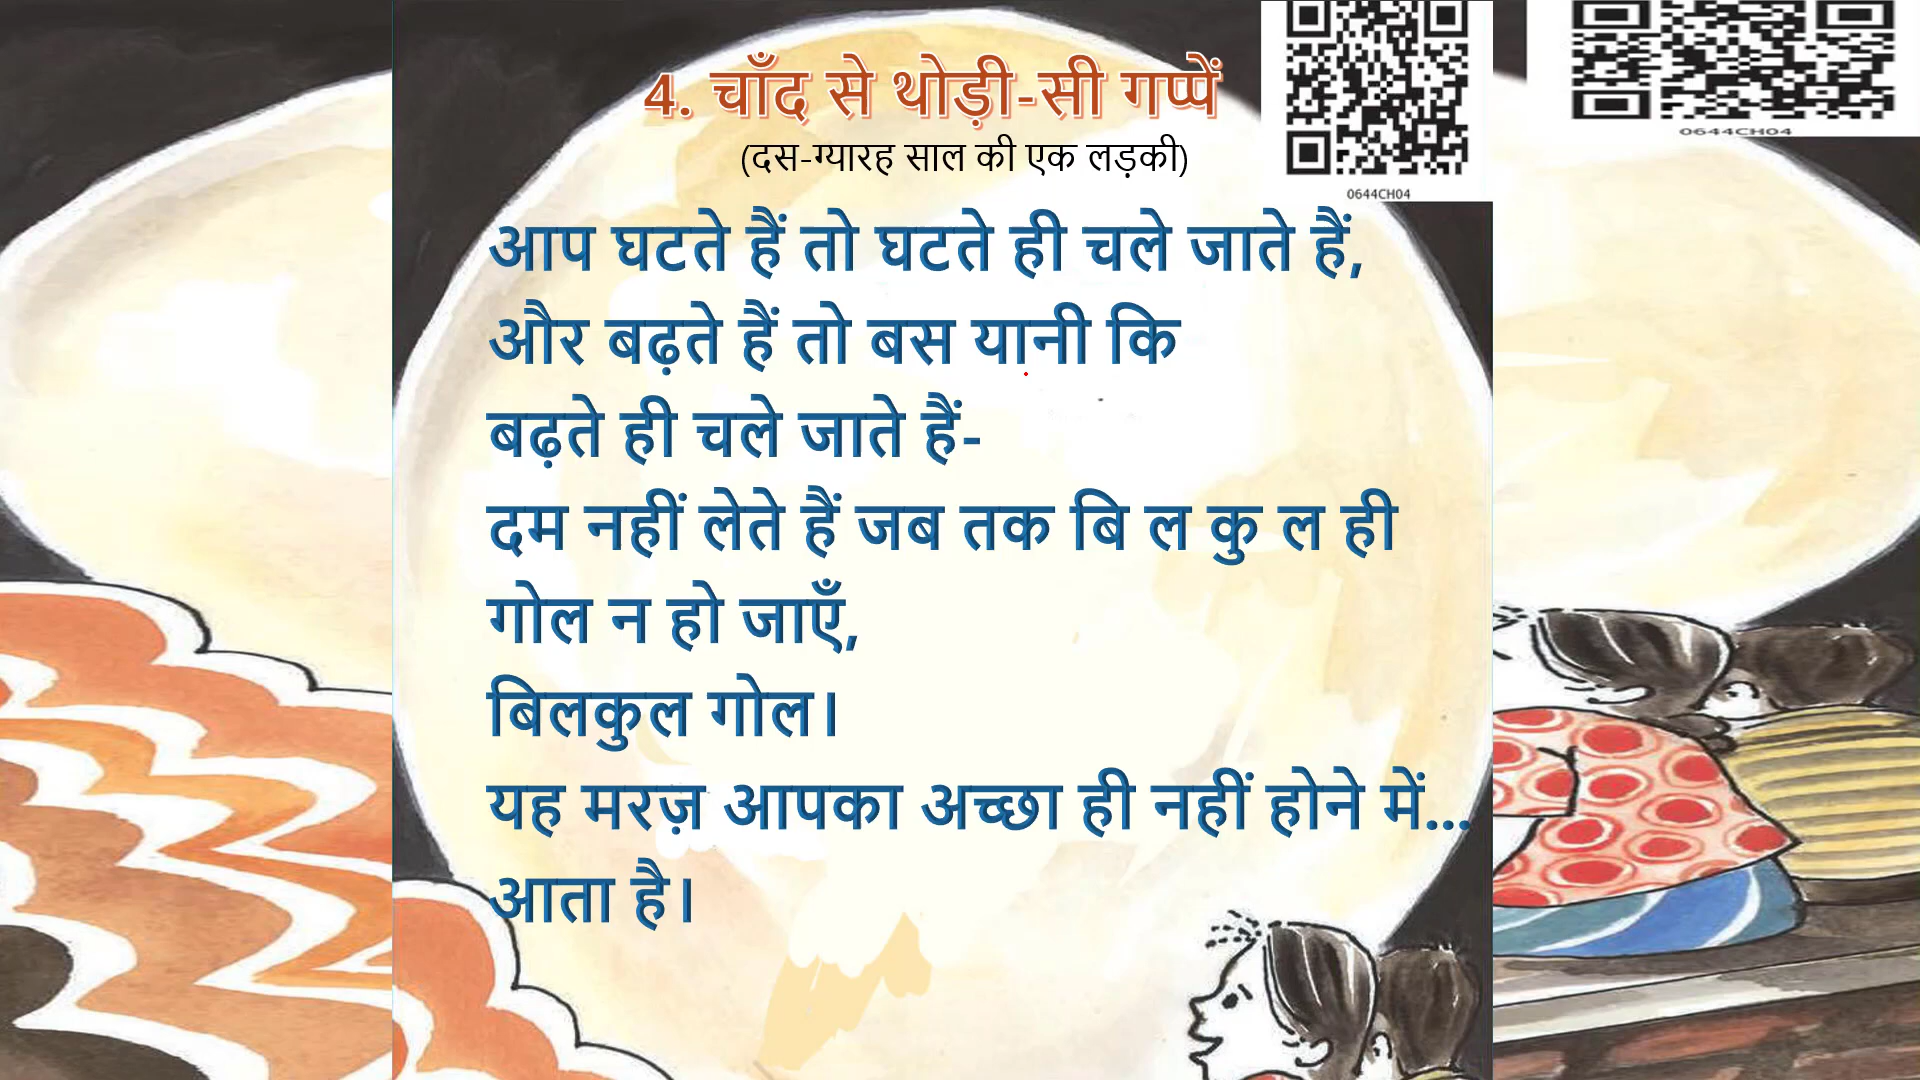 4. चाँद से थोड़ी-सी गप्पें
(दस-ग्यारह साल की एक लड़की)
0644CH04
0644CH04
आप घटते हैं तो घटते ही चले जाते हैं,
और बढ़ते हैं तो बस यानी कि
बढ़ते ही चले जाते हैं-
दम नहीं लेते हैं जब तक बि ल कु ल ही
गोल न हो जाएँ,
बिलकुल गोल।
यह मरज़ आपका अच्छा ही नहीं होने में...
आता है।